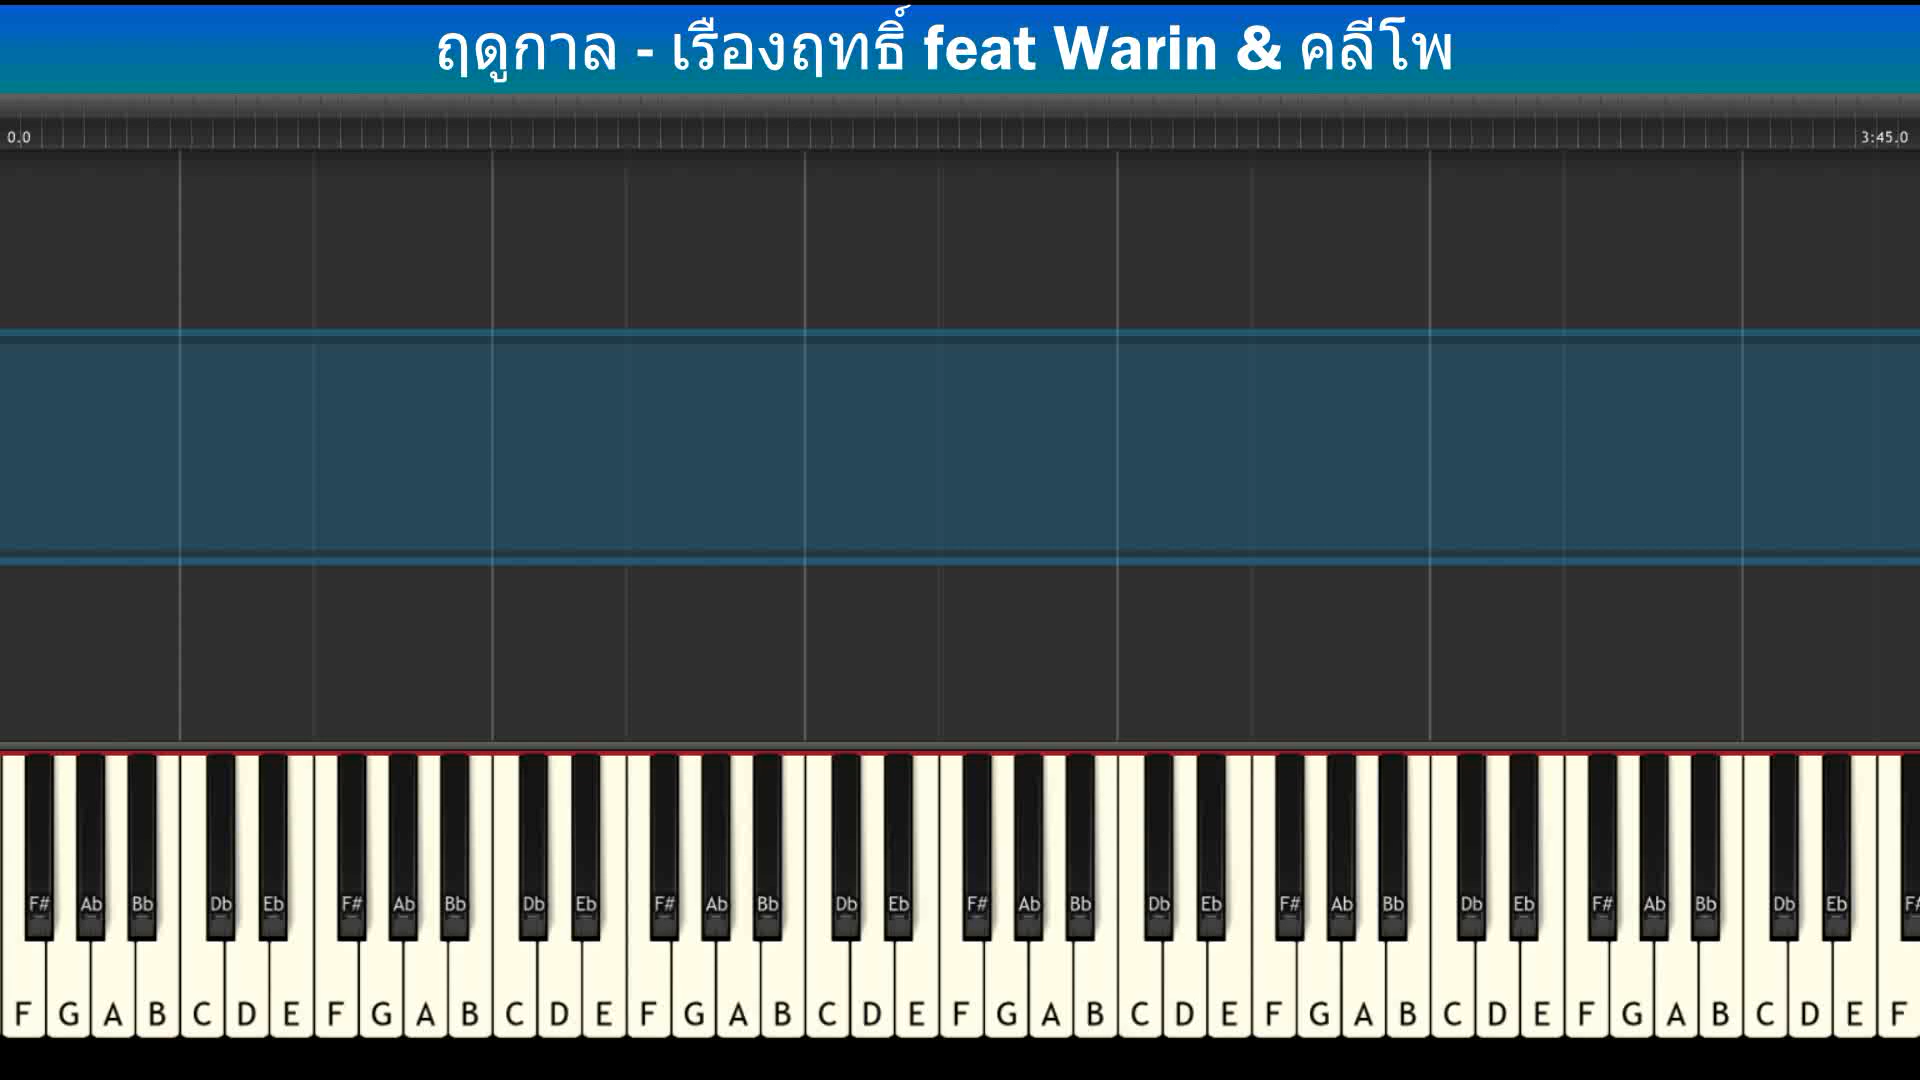 ฤดูกาล - เรืองฤทธิ์ feat Warin & คลีโพ
0.0 3:45.0
F# Ab Bb Db Eb F# Ab Bb Db Eb F# Ab Bb Db Eb F# Ab Bb Db Eb F# Ab Bb Db Eb F# Ab Bb Db Eb F#
F G A B C D E F G A B C D E F G A B C D E F G A B C D E F G A B C D E F G A B C D E F